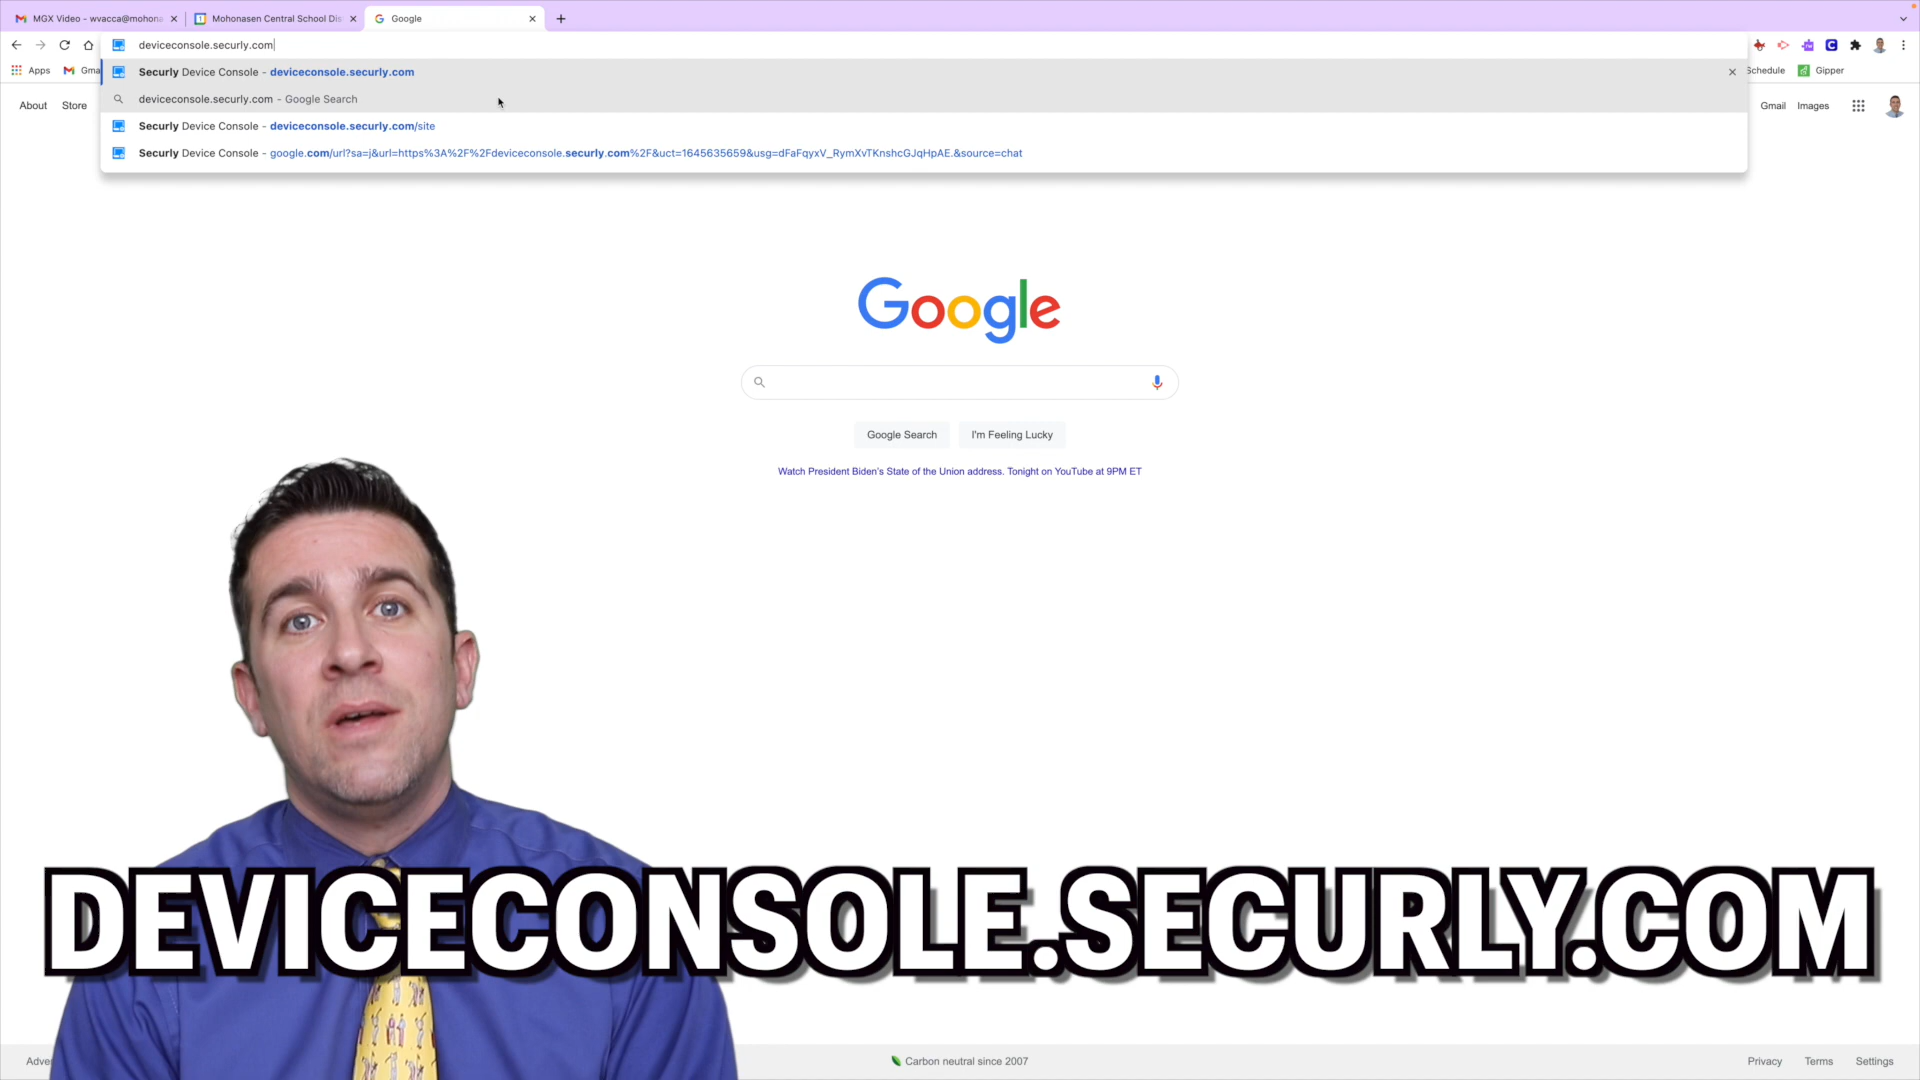 MGX Video - wvacca@mohona
Mohonasen Central School Dis
Google
deviceconsole.securly.com
Apps
Gma
Schedule
Gipper
Securly Device Console - deviceconsole.securly.com
deviceconsole.securly.com - Google Search
Securly Device Console - deviceconsole.securly.com/site
Securly Device Console - google.com/url?sa=j&url=https%3A%2F%2Fdeviceconsole.securly.com%2F&uct=1645635659&usg=dFaFqyxV_RymXvTKnshcGJqHpAE.&source=chat
About
Store
Gmail
Images
Google
Google Search
I'm Feeling Lucky
Watch President Biden's State of the Union address. Tonight on YouTube at 9PM ET
DEVICECONSOLE.SECURLY.COM
Adve
Carbon neutral since 2007
Privacy
Terms
Settings